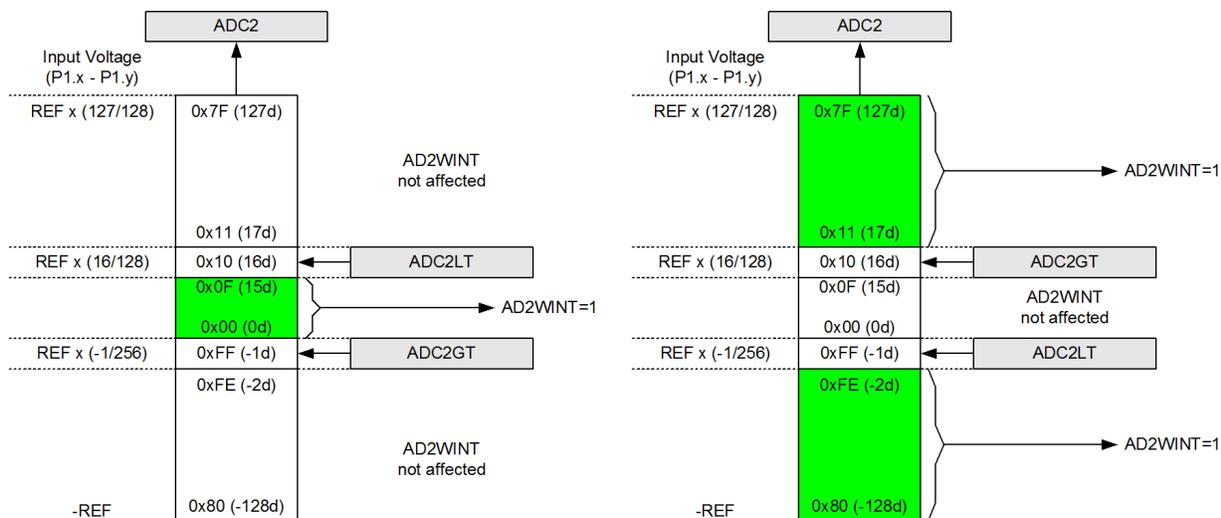 ADC2
Input Voltage
(P1.x - P1.y)
REF x (127/128)
0x7F (127d)
AD2WINT
not affected
0x11 (17d)
REF x (16/128)
0x10 (16d)
ADC2LT
0x0F (15d)
AD2WINT=1
0x00 (0d)
REF x (-1/256)
0xFF (-1d)
ADC2GT
0xFE (-2d)
AD2WINT
not affected
0x80 (-128d)
-REF
ADC2
Input Voltage
(P1.x - P1.y)
REF x (127/128)
0x7F (127d)
AD2WINT=1
0x11 (17d)
REF x (16/128)
0x10 (16d)
ADC2GT
0x0F (15d)
AD2WINT
not affected
0x00 (0d)
REF x (-1/256)
0xFF (-1d)
ADC2LT
0xFE (-2d)
AD2WINT=1
0x80 (-128d)
-REF